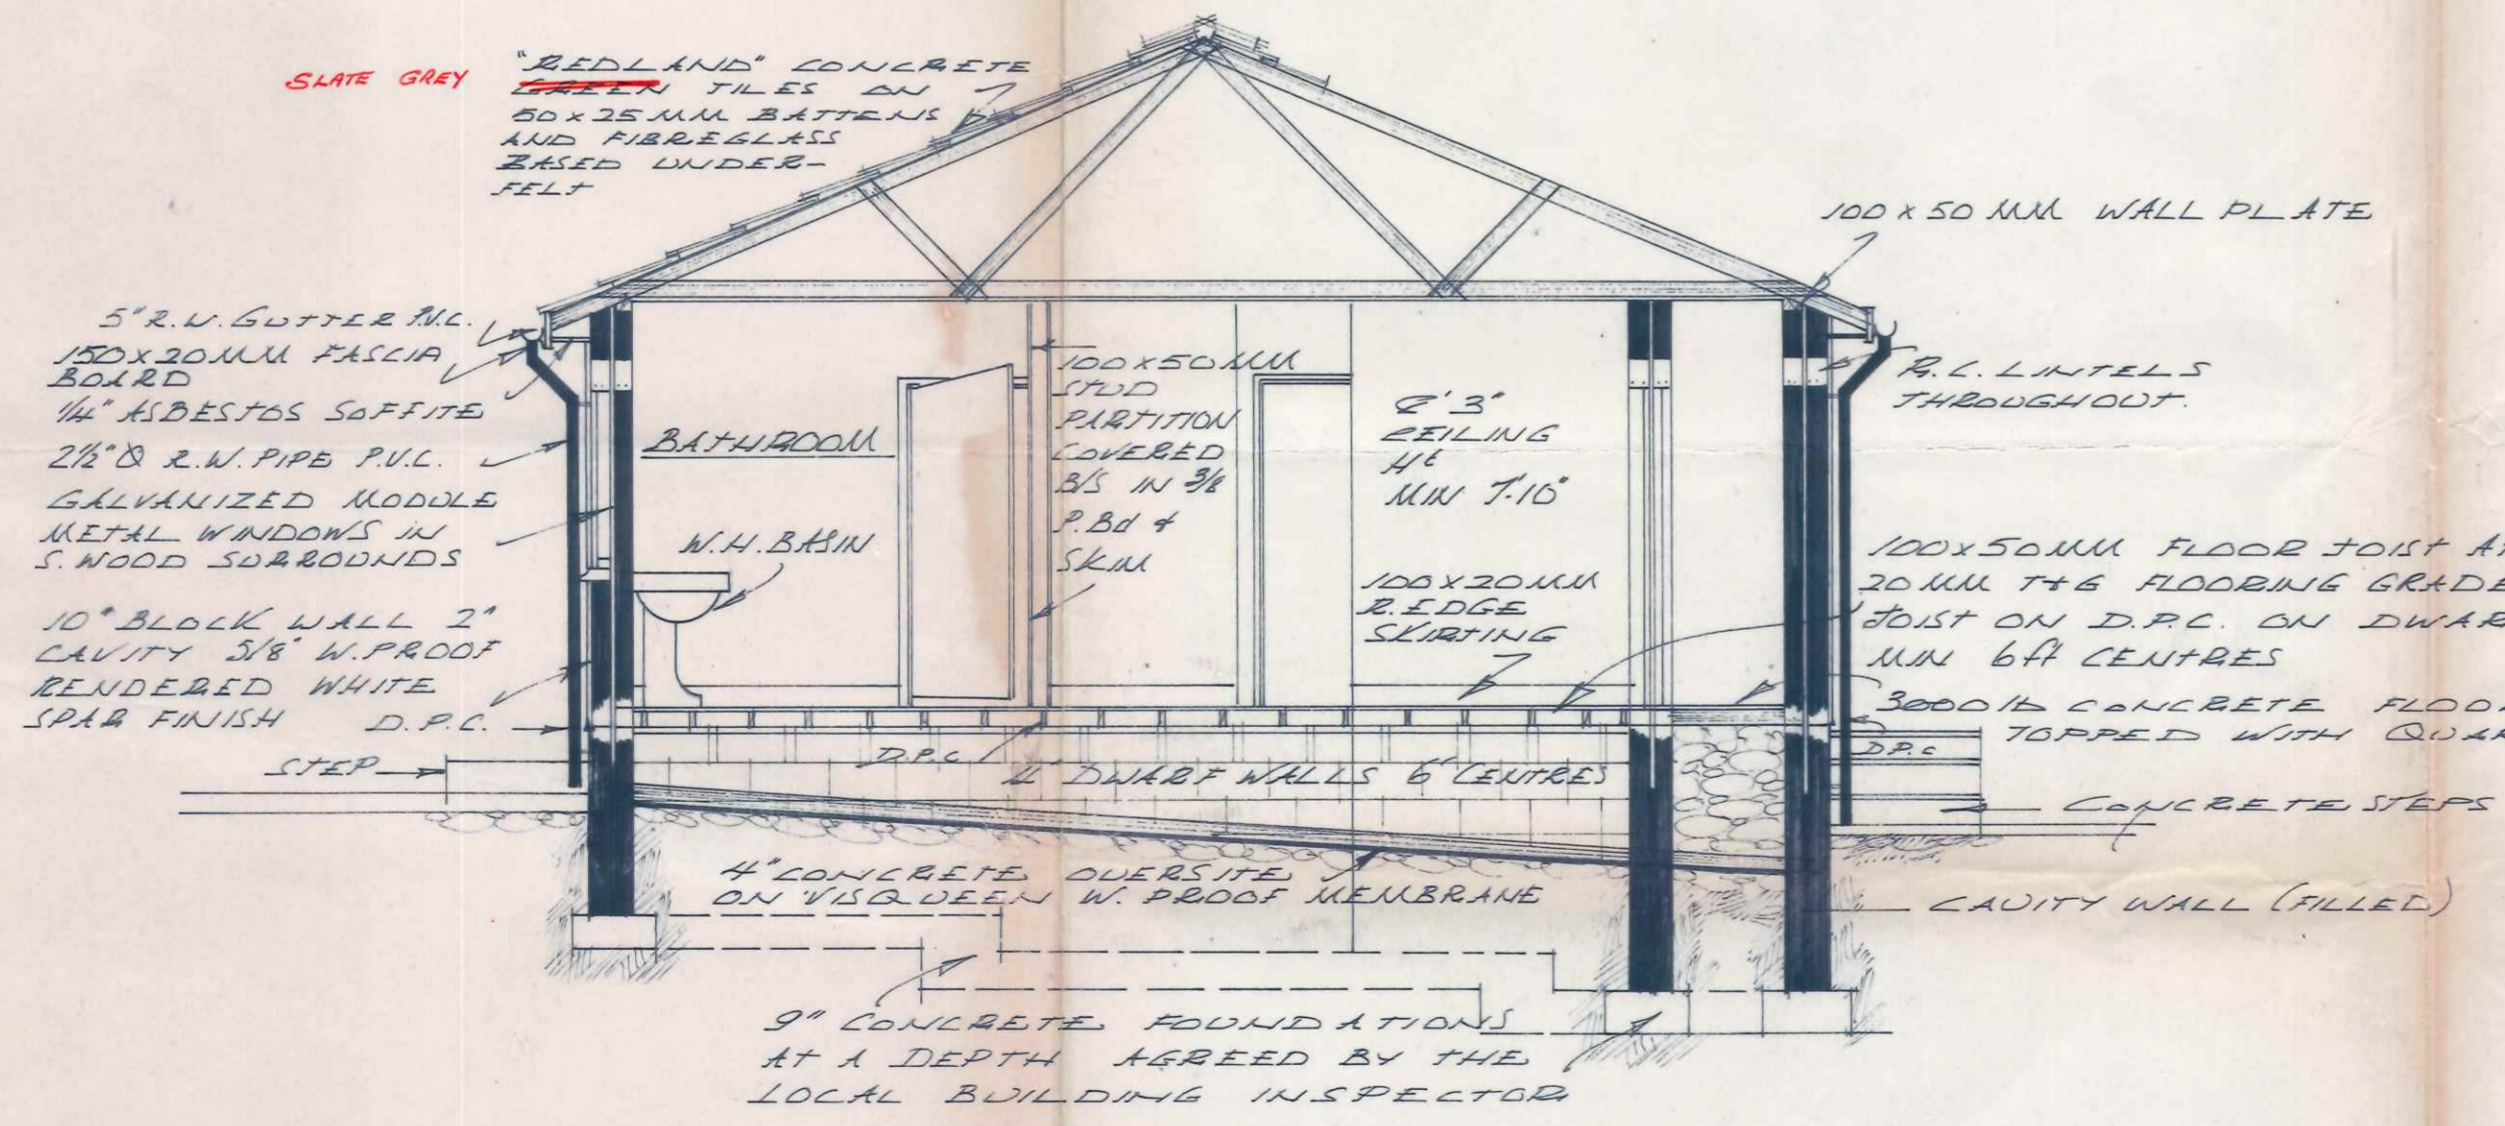 SLATE GREY
"REDLAND" CONCRETE
GREEN TILES ON
50 x 25 MM BATTENS
AND FIBREGLASS
BASED UNDER-
FELT
100 x 50 MM WALL PLATE
5" R.W. GUTTER P.V.C.
150 x 20 MM FASCIA
BOARD
1/4" ASBESTOS SOFFITE
2½" Ø R.W. PIPE P.V.C.
GALVANIZED MODULE
METAL WINDOWS IN
S. WOOD SURROUNDS
10" BLOCK WALL 2"
CAVITY 5/8" W. PROOF
RENDERED WHITE
SPAR FINISH
D.P.C.
STEP
BATHROOM
W.H. BASIN
100 x 50 MM
STUD
PARTITION
COVERED
B/S IN 3/8
P. Bd &
SKIM
8' 3"
CEILING
Ht
MIN 7'-10"
100 x 20 MM
R. EDGE
SKIRTING
R.C. LINTELS
THROUGHOUT.
100 x 50 MM FLOOR JOIST
20 MM T & G FLOORING GRADE
JOIST ON D.P.C. ON
MIN 6 ft CENTRES
3000 lb CONCRETE
TOPPED WITH
D.P.C
CONCRETE STEPS
D.P.C
4" DWARF WALLS 6' CENTRES
4" CONCRETE OVERSITE
ON 'VISQUEEN W. PROOF MEMBRANE
CAVITY WALL (FILLED)
9" CONCRETE FOUNDATIONS
AT A DEPTH AGREED BY THE
LOCAL BUILDING INSPECTOR